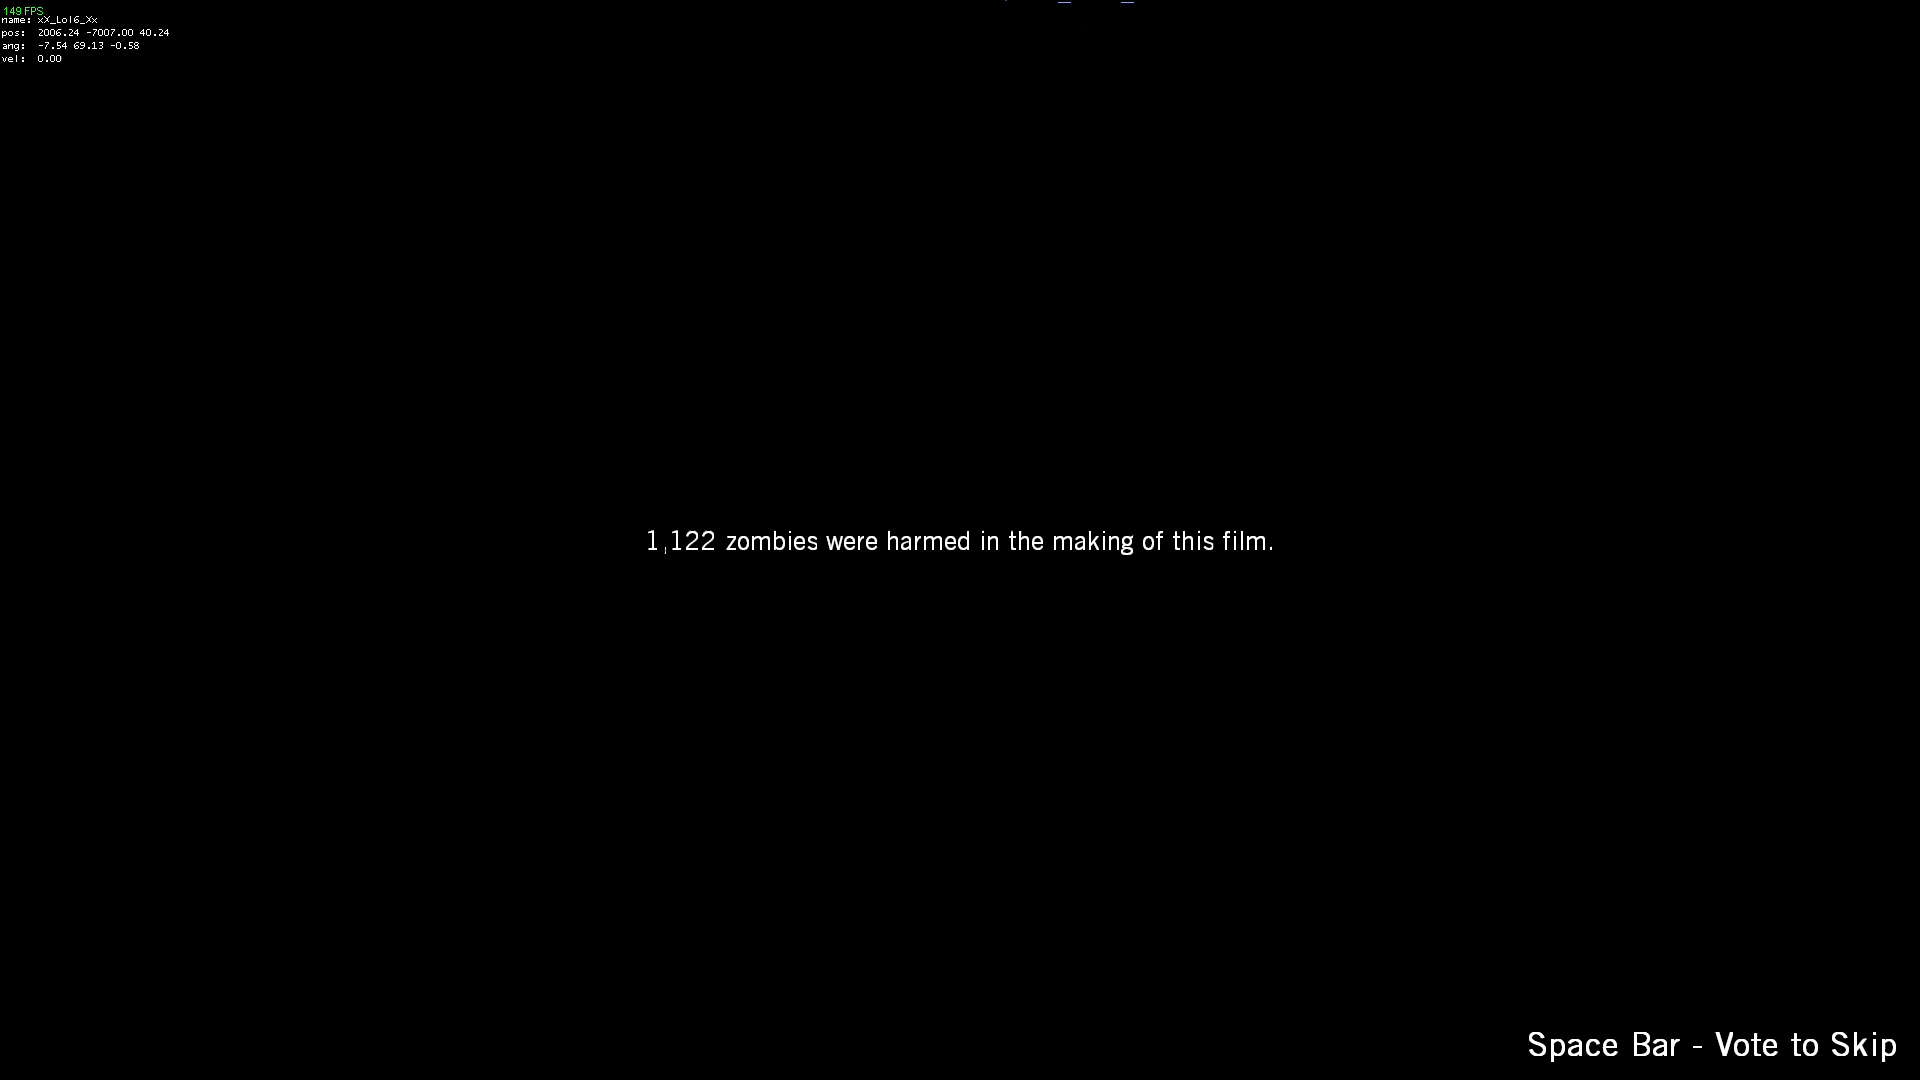 149 FPS
name: xX_Lol6_Xx
pos: 2006.24 -7007.00 40.24
ang: -7.54 69.13 -0.58
vel: 0.00
1,122 zombies were harmed in the making of this film.
Space Bar - Vote to Skip